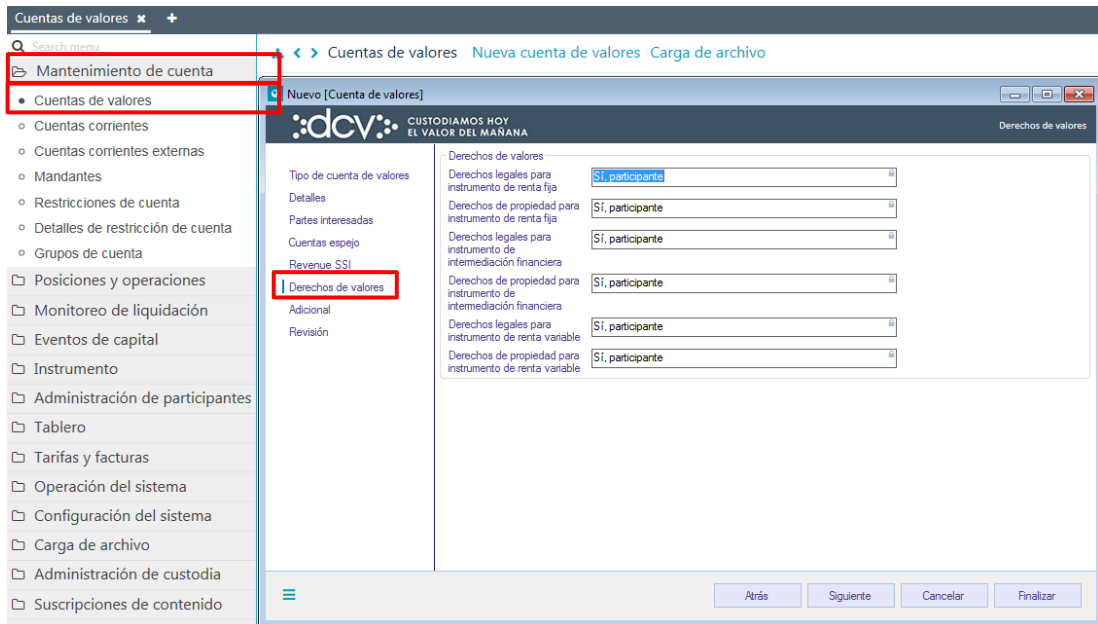 Cuentas de valores
Search menu
Cuentas de valores Nueva cuenta de valores Carga de archivo
Mantenimiento de cuenta
Cuentas de valores
Cuentas corrientes
Cuentas corrientes externas
Mandantes
Restricciones de cuenta
Detalles de restricción de cuenta
Grupos de cuenta
Posiciones y operaciones
Monitoreo de liquidación
Eventos de capital
Instrumento
Administración de participantes
Tablero
Tarifas y facturas
Operación del sistema
Configuración del sistema
Carga de archivo
Administración de custodia
Suscripciones de contenido
Nuevo [Cuenta de valores]
dcv
CUSTODIAMOS HOY
EL VALOR DEL MAÑANA
Derechos de valores
Tipo de cuenta de valores
Detalles
Partes interesadas
Cuentas espejo
Revenue SSI
Derechos de valores
Adicional
Revisión
Derechos de valores
Derechos legales para
instrumento de renta fija
Sí, participante
Derechos de propiedad para
instrumento de renta fija
Sí, participante
Derechos legales para
instrumento de
intermediación financiera
Sí, participante
Derechos de propiedad para
instrumento de
intermediación financiera
Sí, participante
Derechos legales para
instrumento de renta variable
Sí, participante
Derechos de propiedad para
instrumento de renta variable
Sí, participante
Atrás
Siguiente
Cancelar
Finalizar